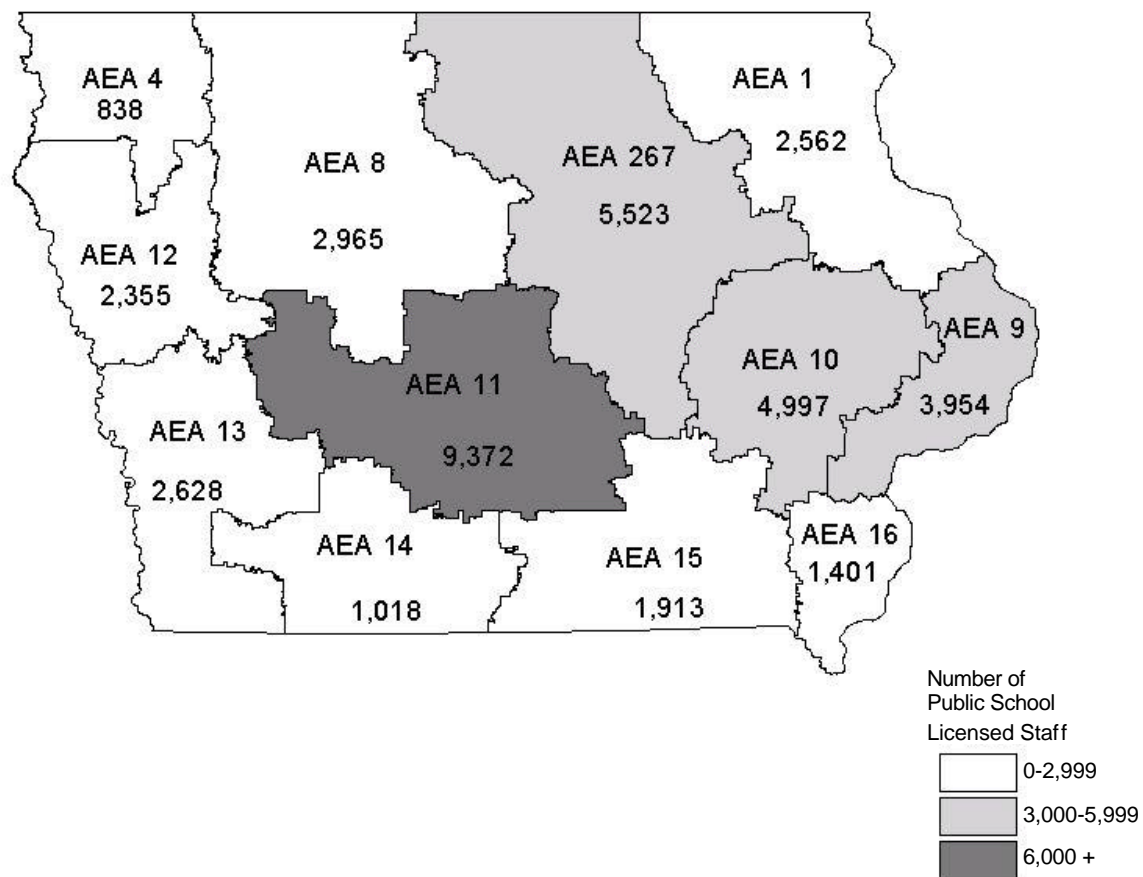 AEA 4
838
AEA 1
2,562
AEA 8
2,965
AEA 267
5,523
AEA 12
2,355
AEA 9
3,954
AEA 10
4,997
AEA 11
9,372
AEA 13
2,628
AEA 14
1,018
AEA 15
1,913
AEA 16
1,401
Number of
Public School
Licensed Staff
0-2,999
3,000-5,999
6,000 +